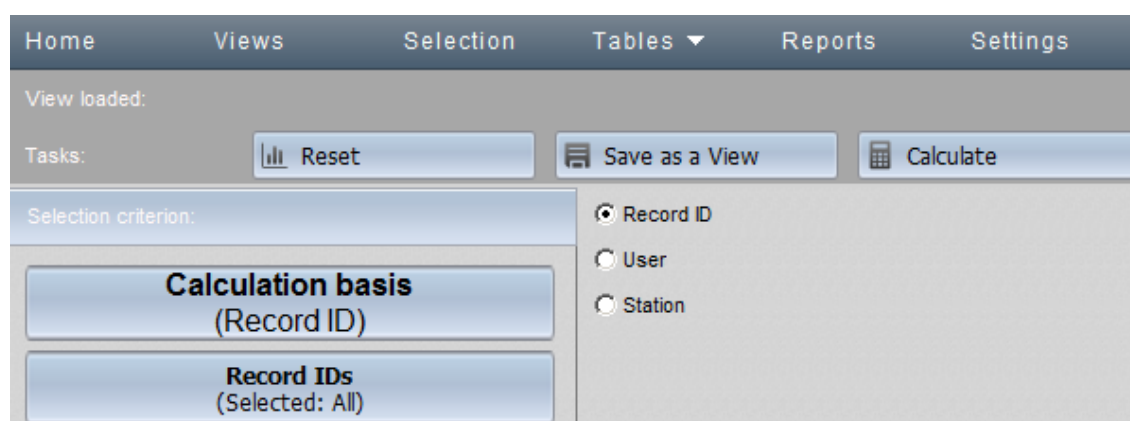 Home Views Selection Tables Reports Settings
View loaded:
Tasks: Reset Save as a View Calculate
Selection criterion:
Record ID
User
Station
Calculation basis
(Record ID)
Record IDs
(Selected: All)